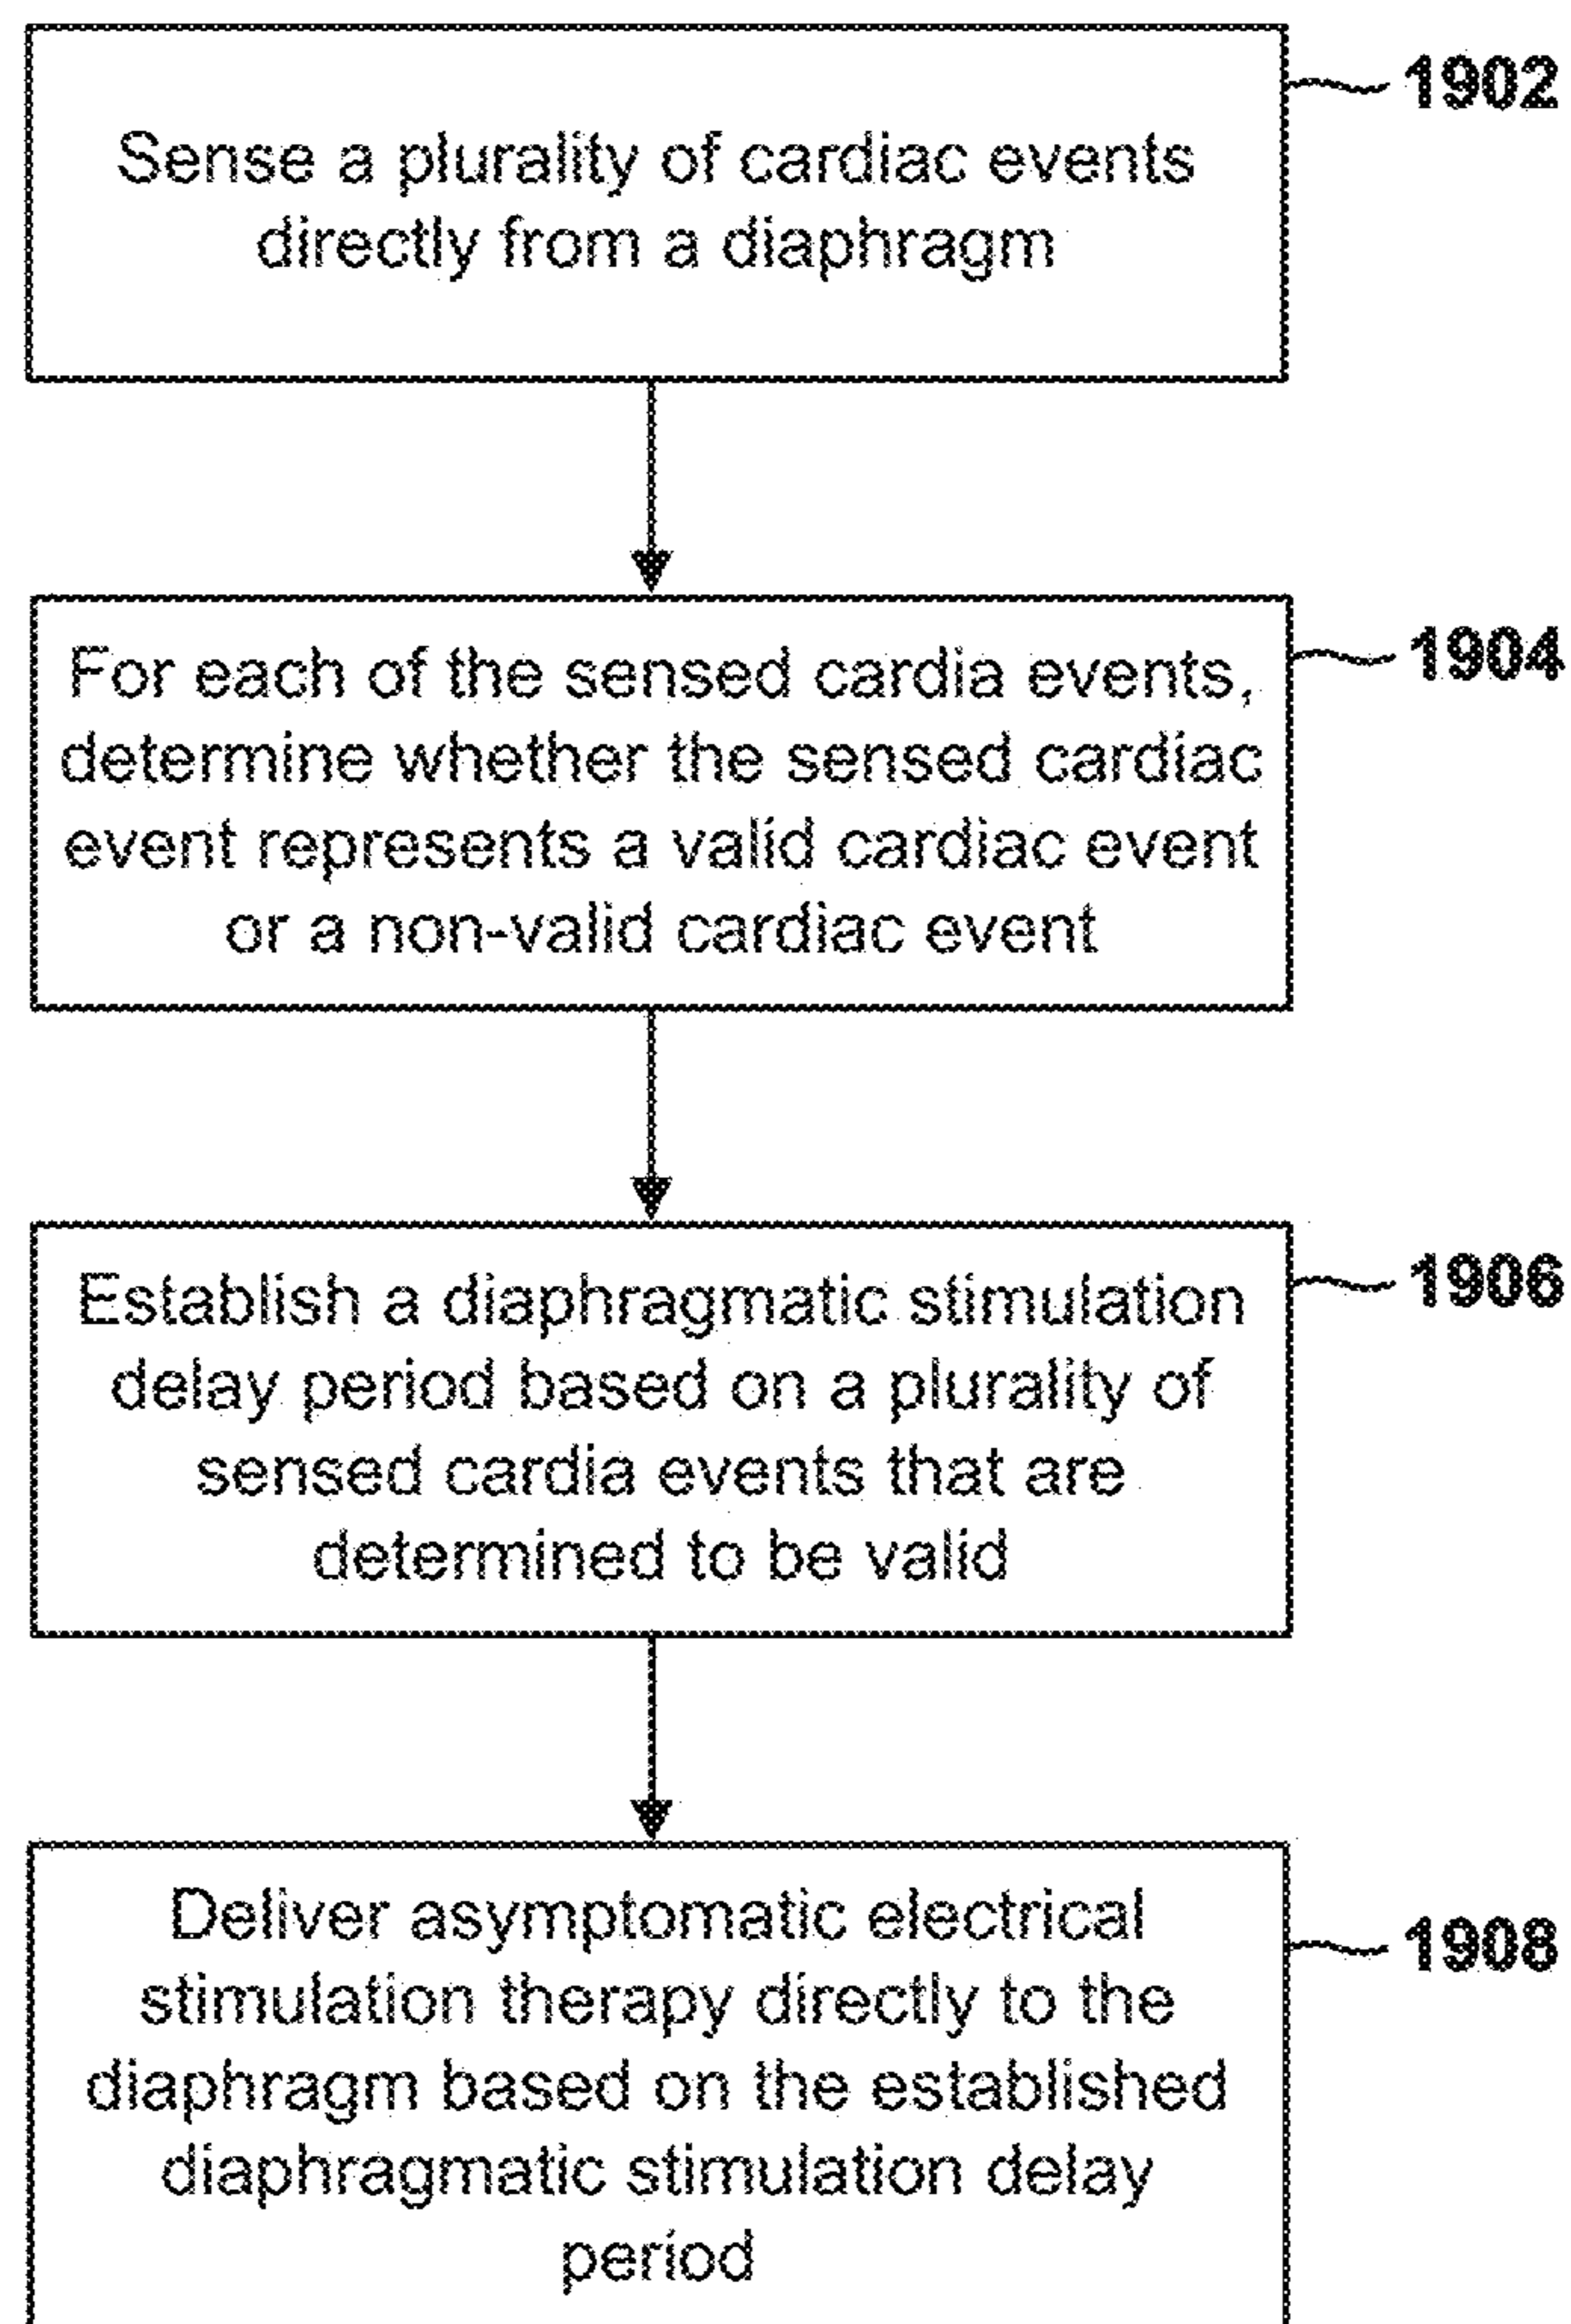 1902
Sense a plurality of cardiac events
directly from a diaphragm
1904
For each of the sensed cardia events,
determine whether the sensed cardiac
event represents a valid cardiac event
or a non-valid cardiac event
1906
Establish a diaphragmatic stimulation
delay period based on a plurality of
sensed cardia events that are
determined to be valid
1908
Deliver asymptomatic electrical
stimulation therapy directly to the
diaphragm based on the established
diaphragmatic stimulation delay
period